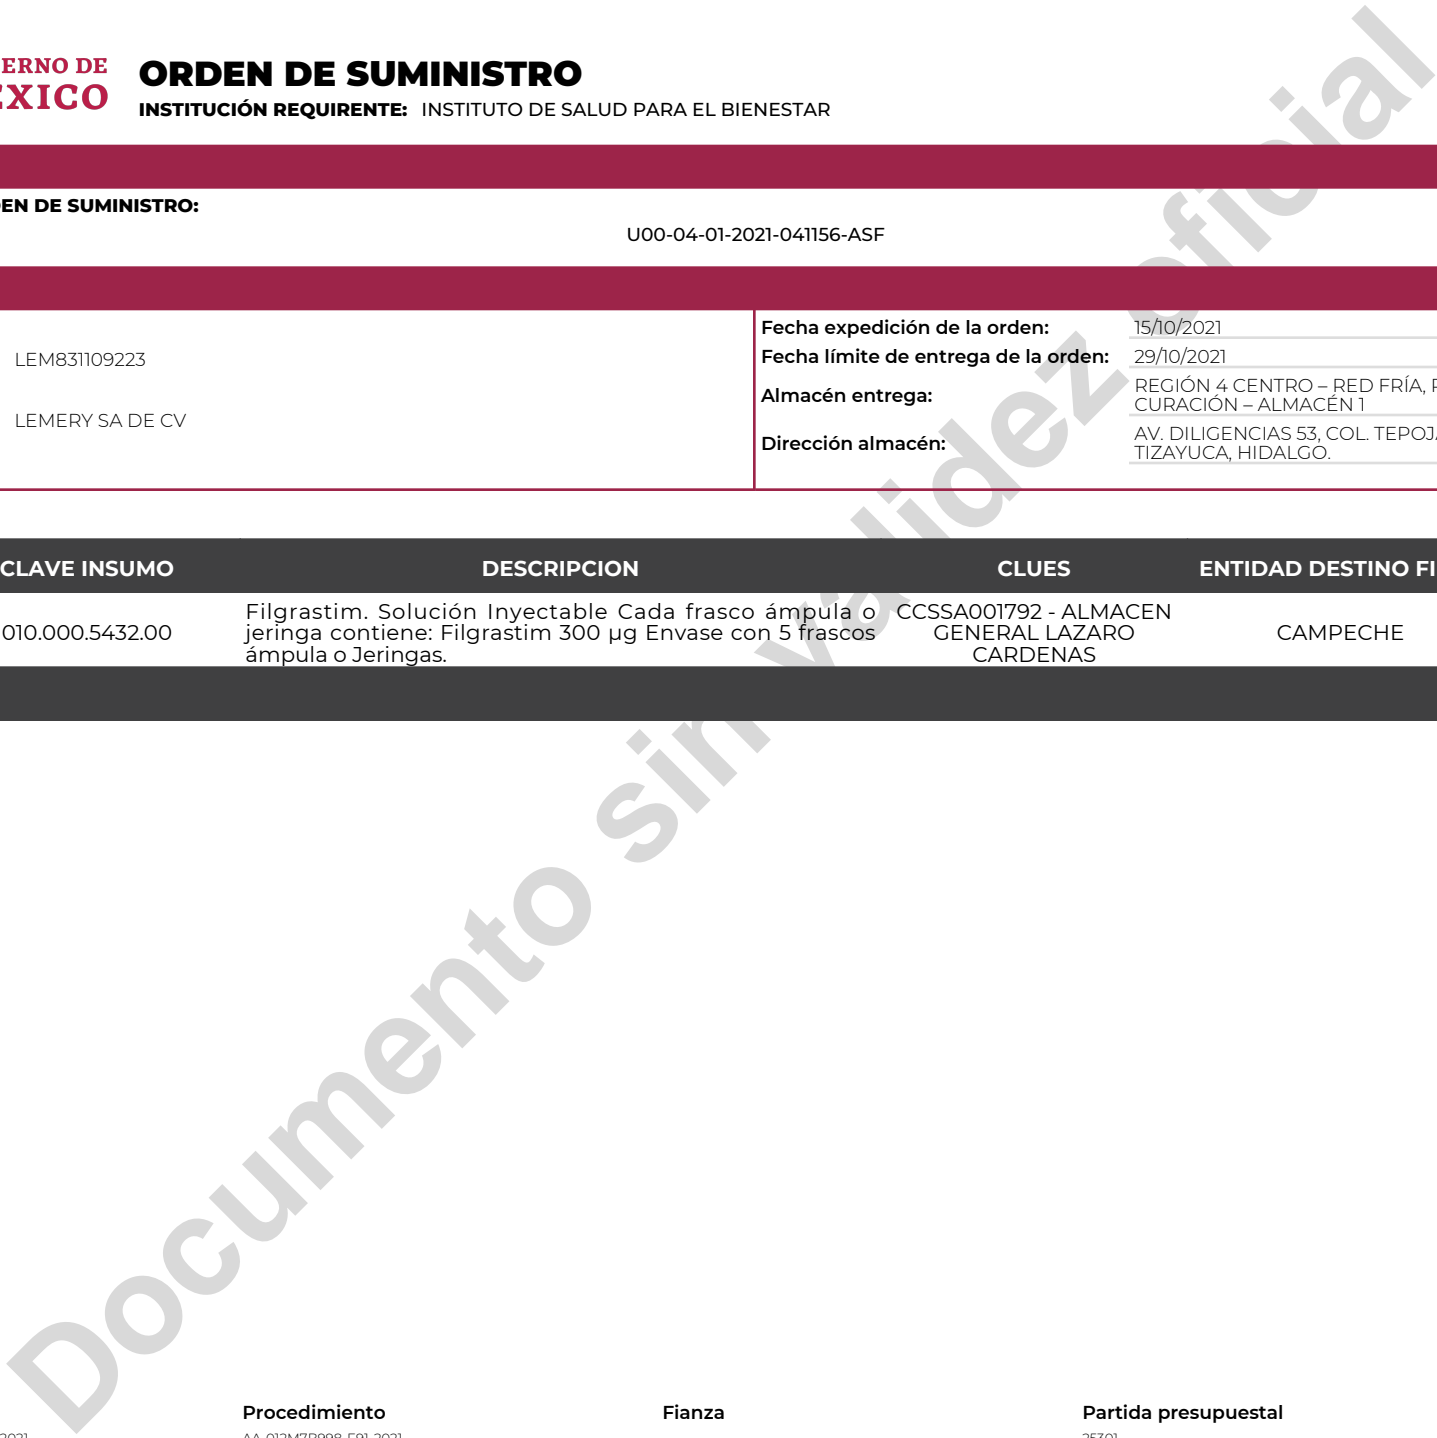 ERNO DE
EXICO
ORDEN DE SUMINISTRO
INSTITUCIÓN REQUIRENTE: INSTITUTO DE SALUD PARA EL BIENESTAR
EN DE SUMINISTRO:
U00-04-01-2021-041156-ASF
LEM831109223
LEMERY SA DE CV
Fecha expedición de la orden: 15/10/2021
Fecha límite de entrega de la orden: 29/10/2021
Almacén entrega: REGIÓN 4 CENTRO – RED FRÍA,
CURACIÓN – ALMACÉN 1
Dirección almacén: AV. DILIGENCIAS 53, COL. TEPOJ
TIZAYUCA, HIDALGO.
CLAVE INSUMO DESCRIPCION CLUES ENTIDAD DESTINO FI
010.000.5432.00
Filgrastim. Solución Inyectable Cada frasco ámpula o
jeringa contiene: Filgrastim 300 µg Envase con 5 frascos
ámpula o Jeringas.
CCSSA001792 - ALMACEN
GENERAL LAZARO
CARDENAS
CAMPECHE
Documento sin validez oficial
Procedimiento Fianza Partida presupuestal